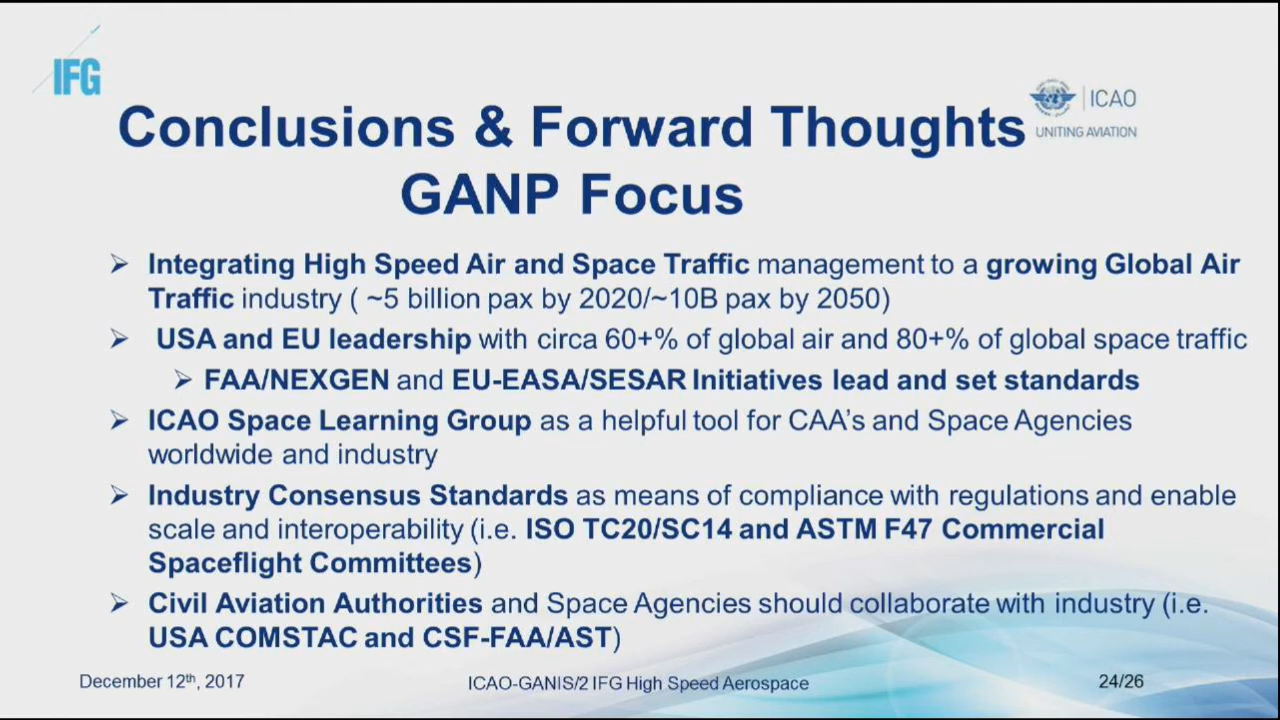 IFG
ICAO
UNITING AVIATION
Conclusions & Forward Thoughts
GANP Focus
➢ Integrating High Speed Air and Space Traffic management to a growing Global Air
Traffic industry ( ~5 billion pax by 2020/~10B pax by 2050)
➢ USA and EU leadership with circa 60+% of global air and 80+% of global space traffic
➢ FAA/NEXGEN and EU-EASA/SESAR Initiatives lead and set standards
➢ ICAO Space Learning Group as a helpful tool for CAA’s and Space Agencies
worldwide and industry
➢ Industry Consensus Standards as means of compliance with regulations and enable
scale and interoperability (i.e. ISO TC20/SC14 and ASTM F47 Commercial
Spaceflight Committees)
➢ Civil Aviation Authorities and Space Agencies should collaborate with industry (i.e.
USA COMSTAC and CSF-FAA/AST)
December 12th, 2017
ICAO-GANIS/2 IFG High Speed Aerospace
24/26